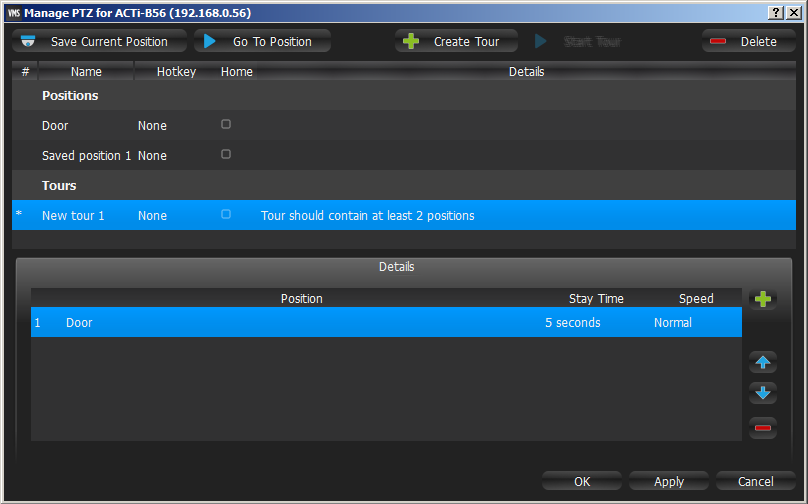 VMS Manage PTZ for ACTi-B56 (192.168.0.56)
Save Current Position Go To Position Create Tour Start Tour Delete
# Name Hotkey Home Details
Positions
Door None
Saved position 1 None
Tours
* New tour 1 None Tour should contain at least 2 positions
Details
Position Stay Time Speed
1 Door 5 seconds Normal
OK Apply Cancel